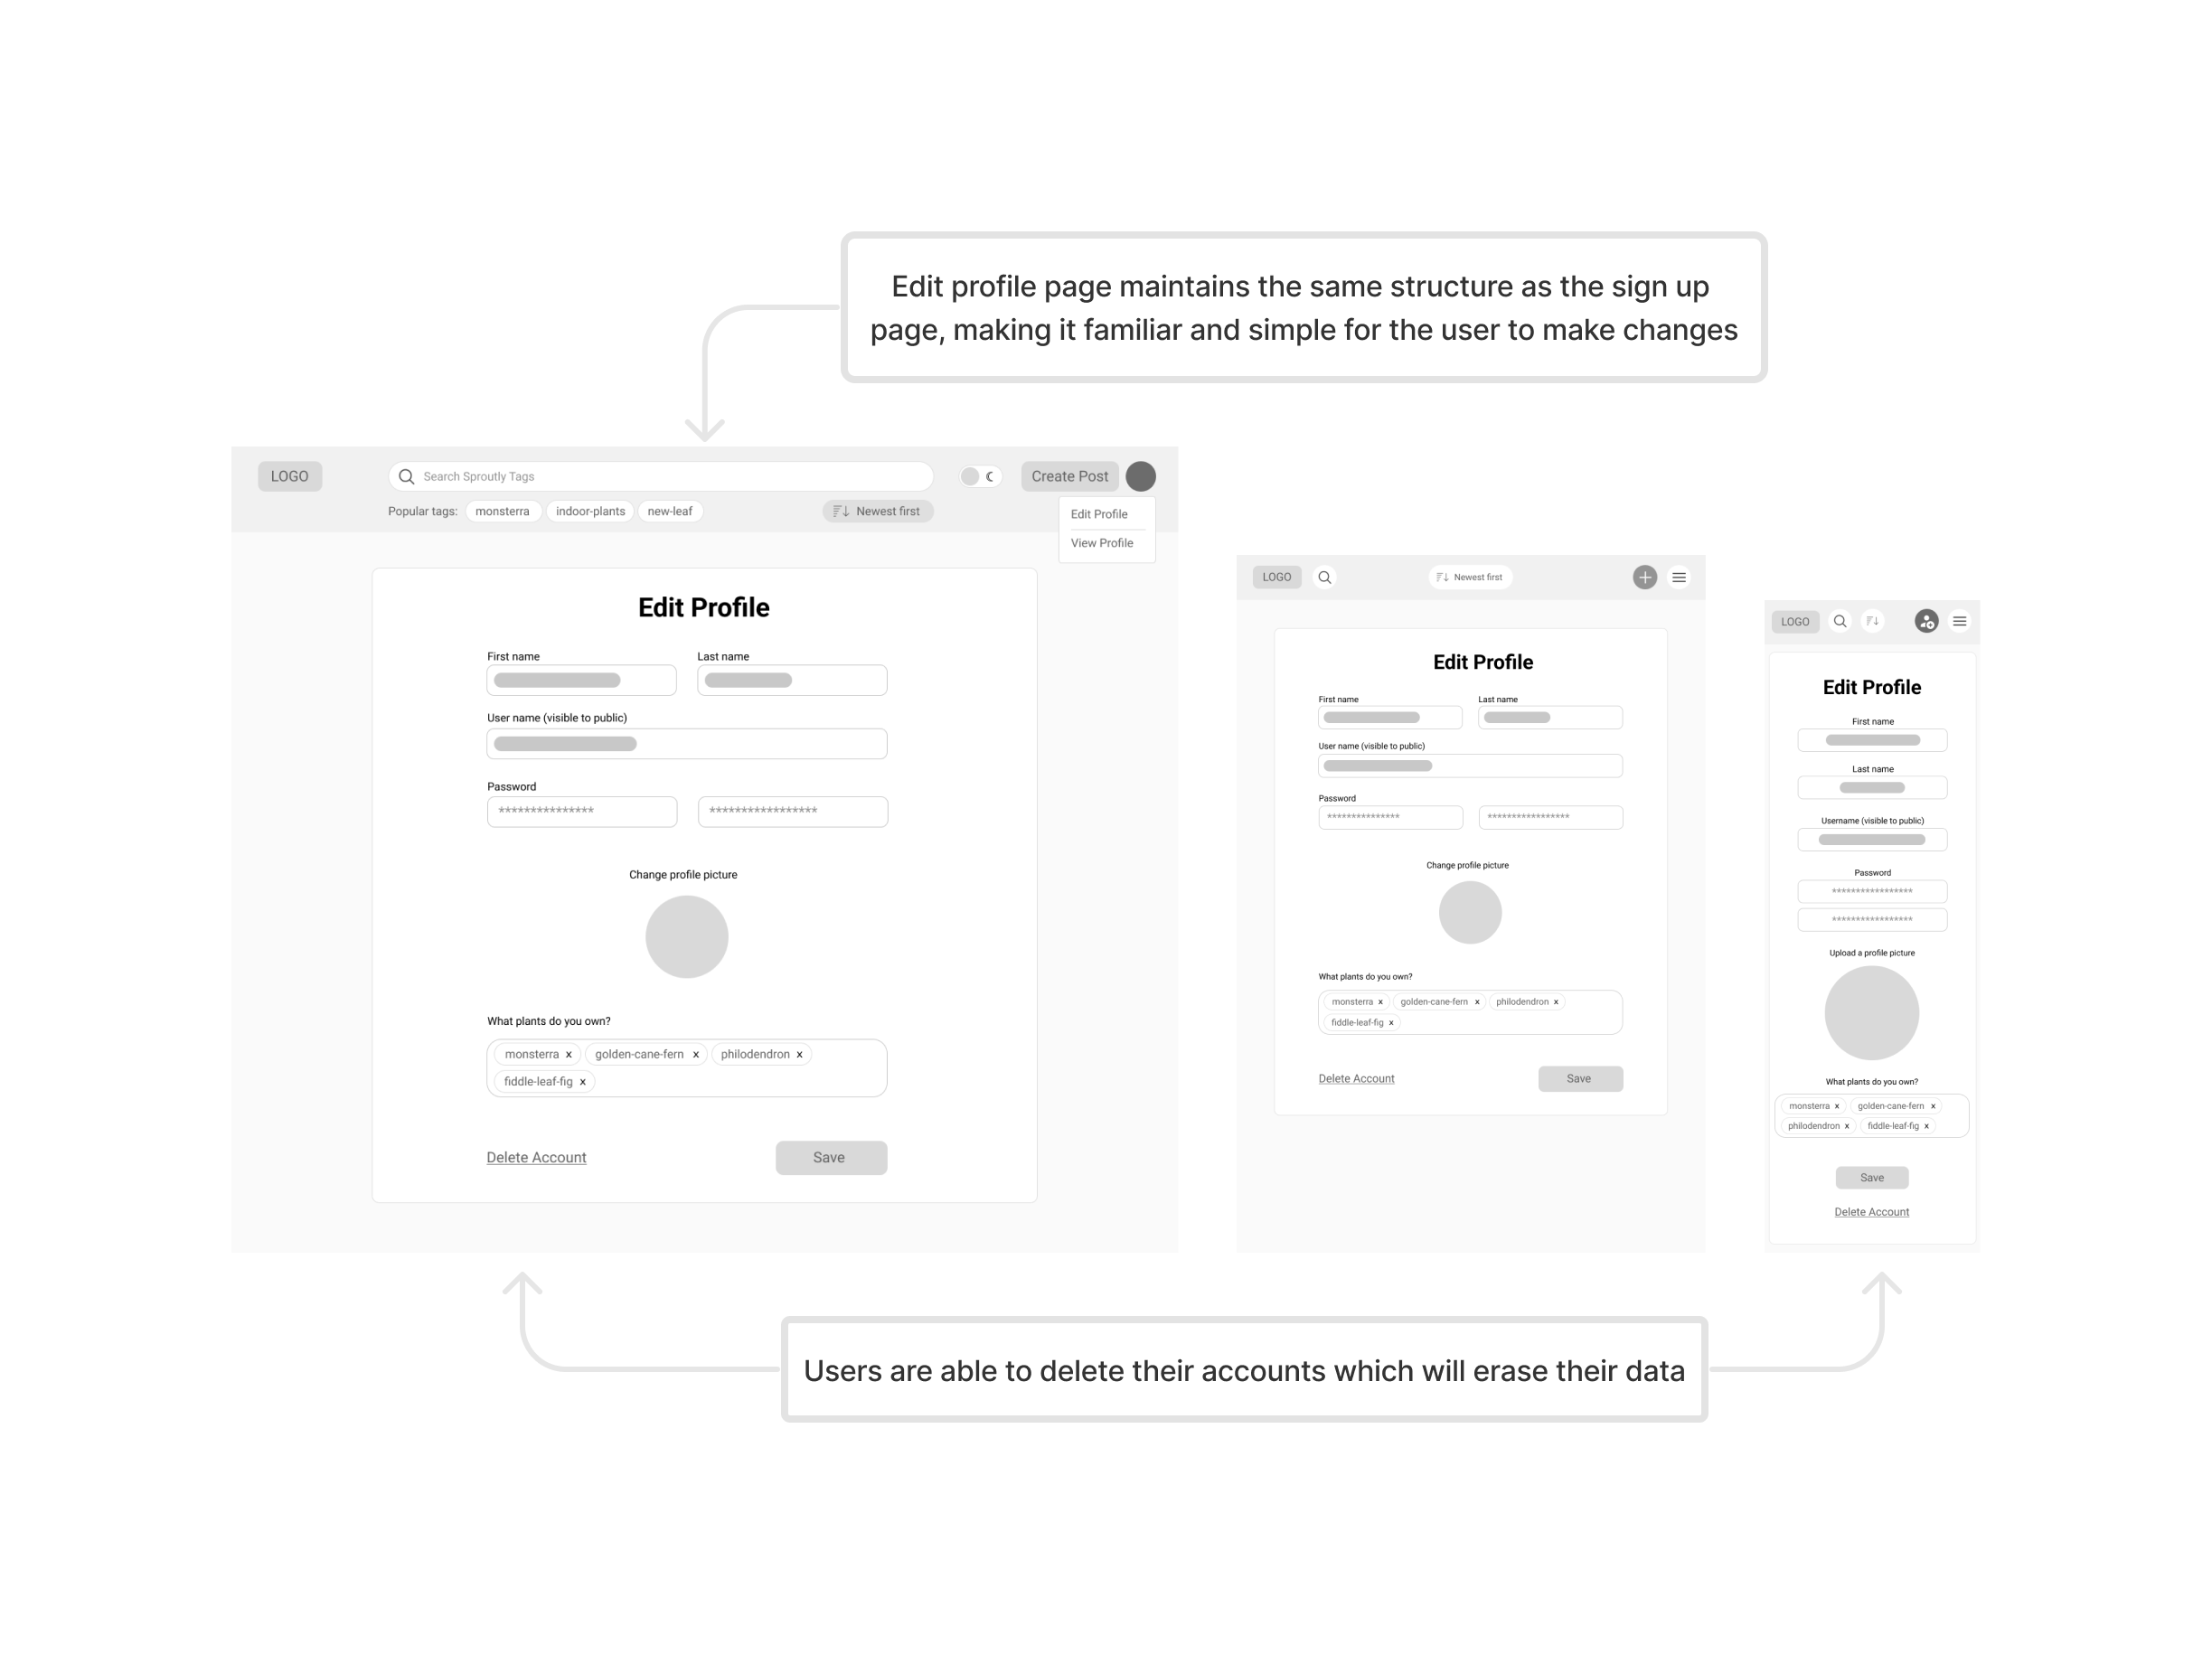 Edit profile page maintains the same structure as the sign up
page, making it familiar and simple for the user to make changes
LOGO
Search Sproutly Tags
Create Post
Popular tags: monsterra indoor-plants new-leaf
Newest first
Edit Profile
View Profile
Edit Profile
First name Last name
User name (visible to public)
Password
*************** *****************
Change profile picture
What plants do you own?
monsterra x golden-cane-fern x philodendron x
fiddle-leaf-fig x
Delete Account Save
LOGO Newest first
Edit Profile
First name Last name
User name (visible to public)
Password
*************** *****************
Change profile picture
What plants do you own?
monsterra x golden-cane-fern x philodendron x
fiddle-leaf-fig x
Delete Account Save
LOGO
Edit Profile
First name
Last name
Username (visible to public)
Password
*****************
*****************
Upload a profile picture
What plants do you own?
monsterra x golden-cane-fern x
philodendron x fiddle-leaf-fig x
Save
Delete Account
Users are able to delete their accounts which will erase their data